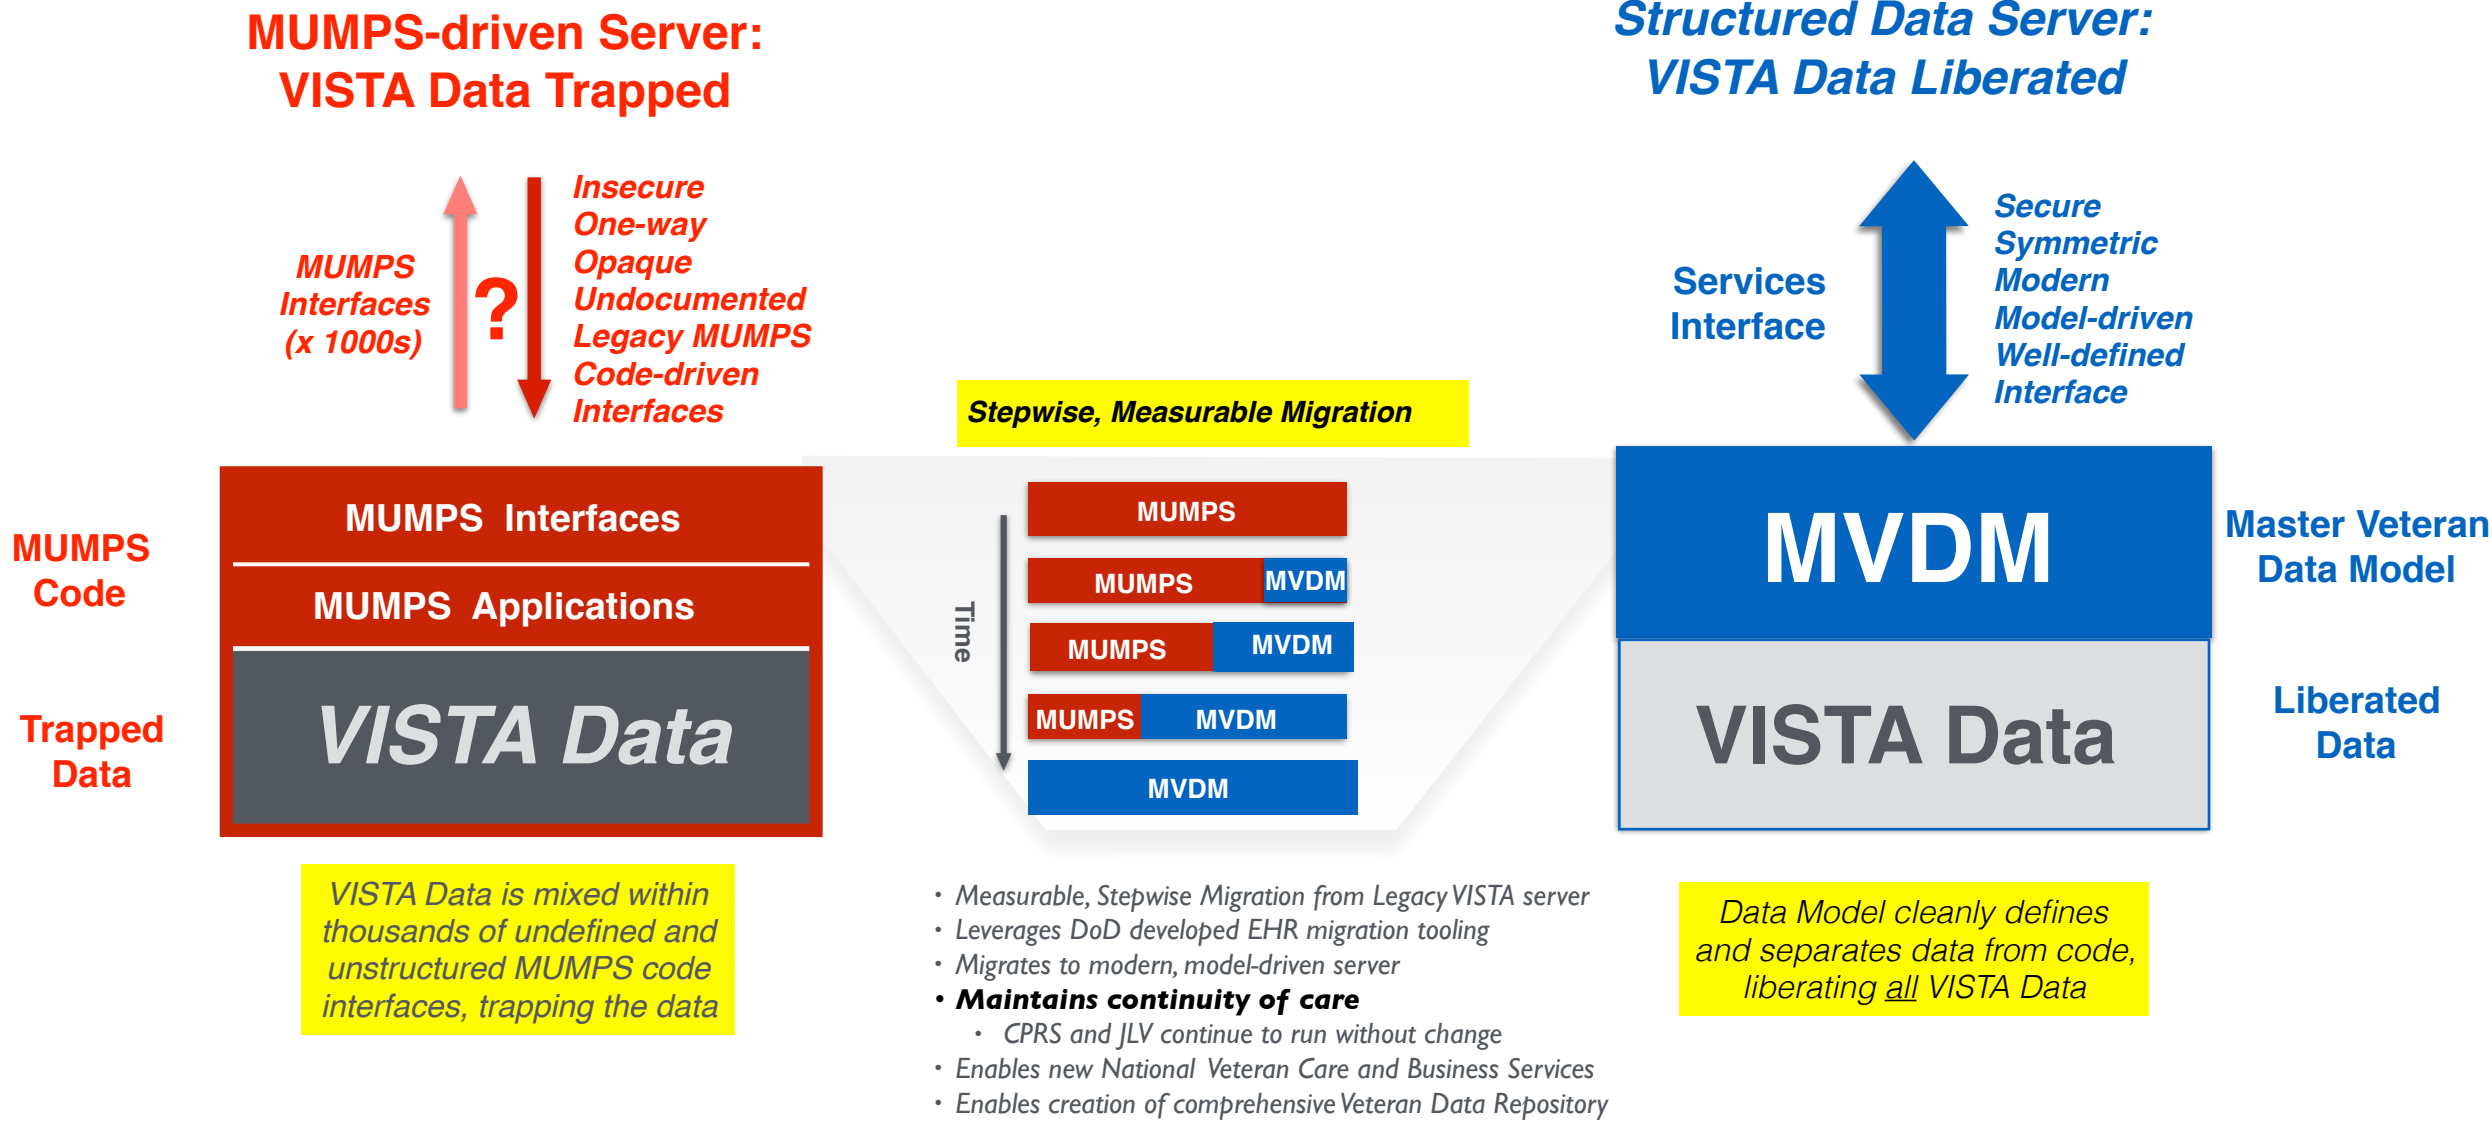 MUMPS-driven Server:
VISTA Data Trapped
Structured Data Server:
VISTA Data Liberated
MUMPS
Interfaces
(x 1000s)
?
Insecure
One-way
Opaque
Undocumented
Legacy MUMPS
Code-driven
Interfaces
Services
Interface
Secure
Symmetric
Modern
Model-driven
Well-defined
Interface
Stepwise, Measurable Migration
MUMPS
Code
Trapped
Data
MUMPS Interfaces
MUMPS Applications
VISTA Data
Time
MUMPS
MUMPS MVDM
MUMPS MVDM
MUMPS MVDM
MVDM
MVDM
VISTA Data
Master Veteran
Data Model
Liberated
Data
VISTA Data is mixed within
thousands of undefined and
unstructured MUMPS code
interfaces, trapping the data
• Measurable, Stepwise Migration from Legacy VISTA server
• Leverages DoD developed EHR migration tooling
• Migrates to modern, model-driven server
• Maintains continuity of care
• CPRS and JLV continue to run without change
• Enables new National Veteran Care and Business Services
• Enables creation of comprehensive Veteran Data Repository
Data Model cleanly defines
and separates data from code,
liberating all VISTA Data